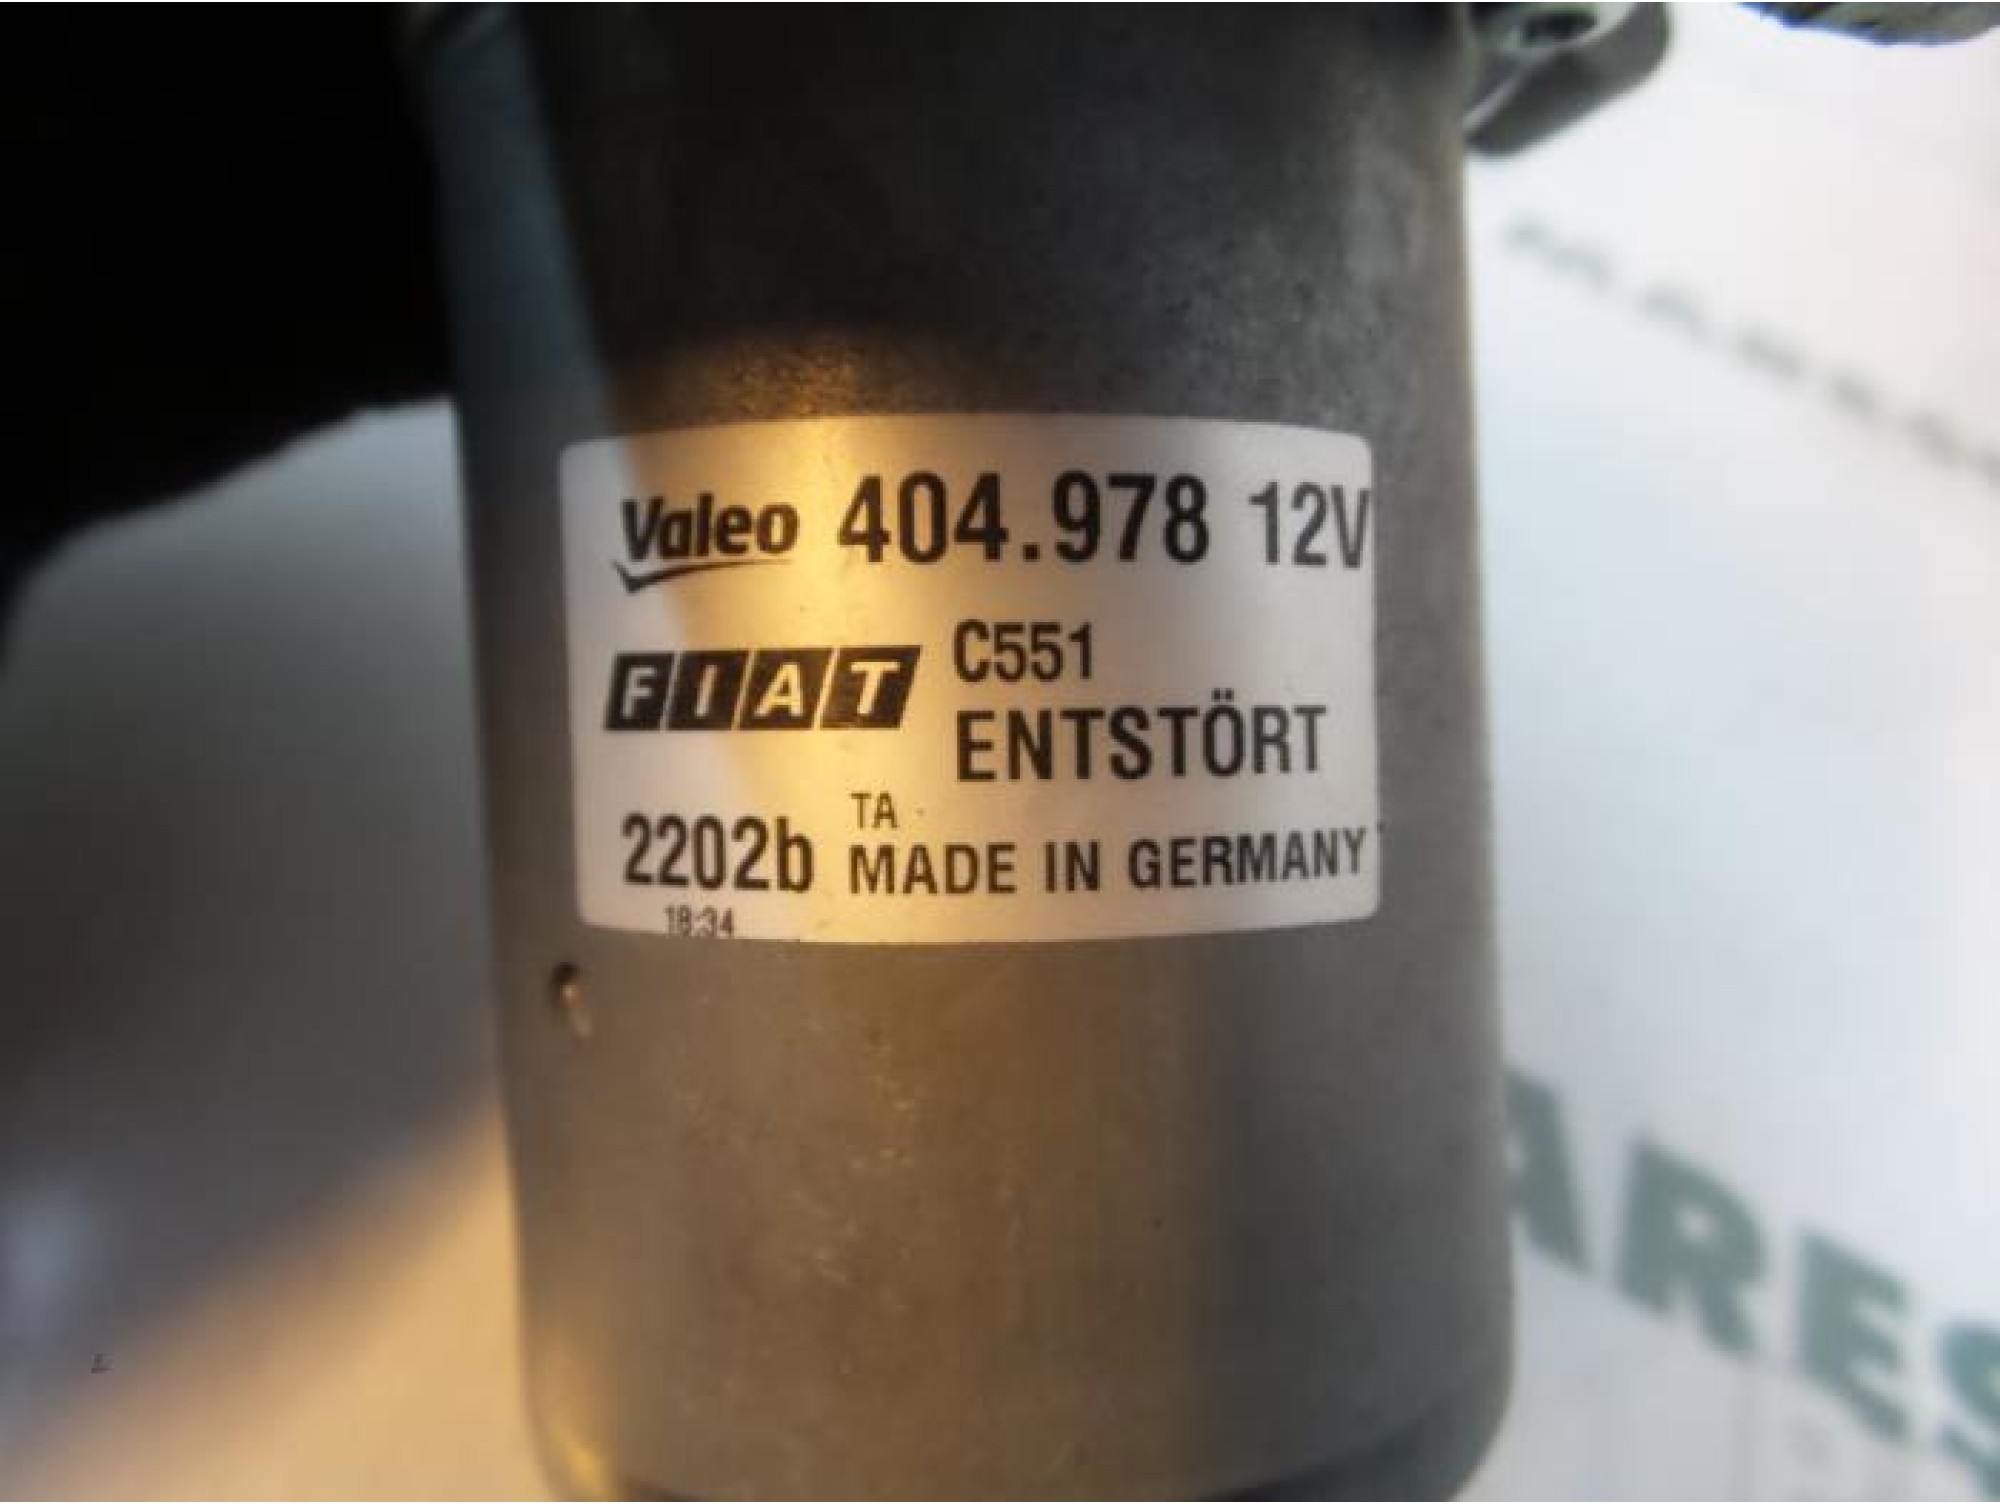 Valeo 404.978 12V
FIAT C551
ENTSTÖRT
TA
2202b MADE IN GERMANY
18:34
ARES